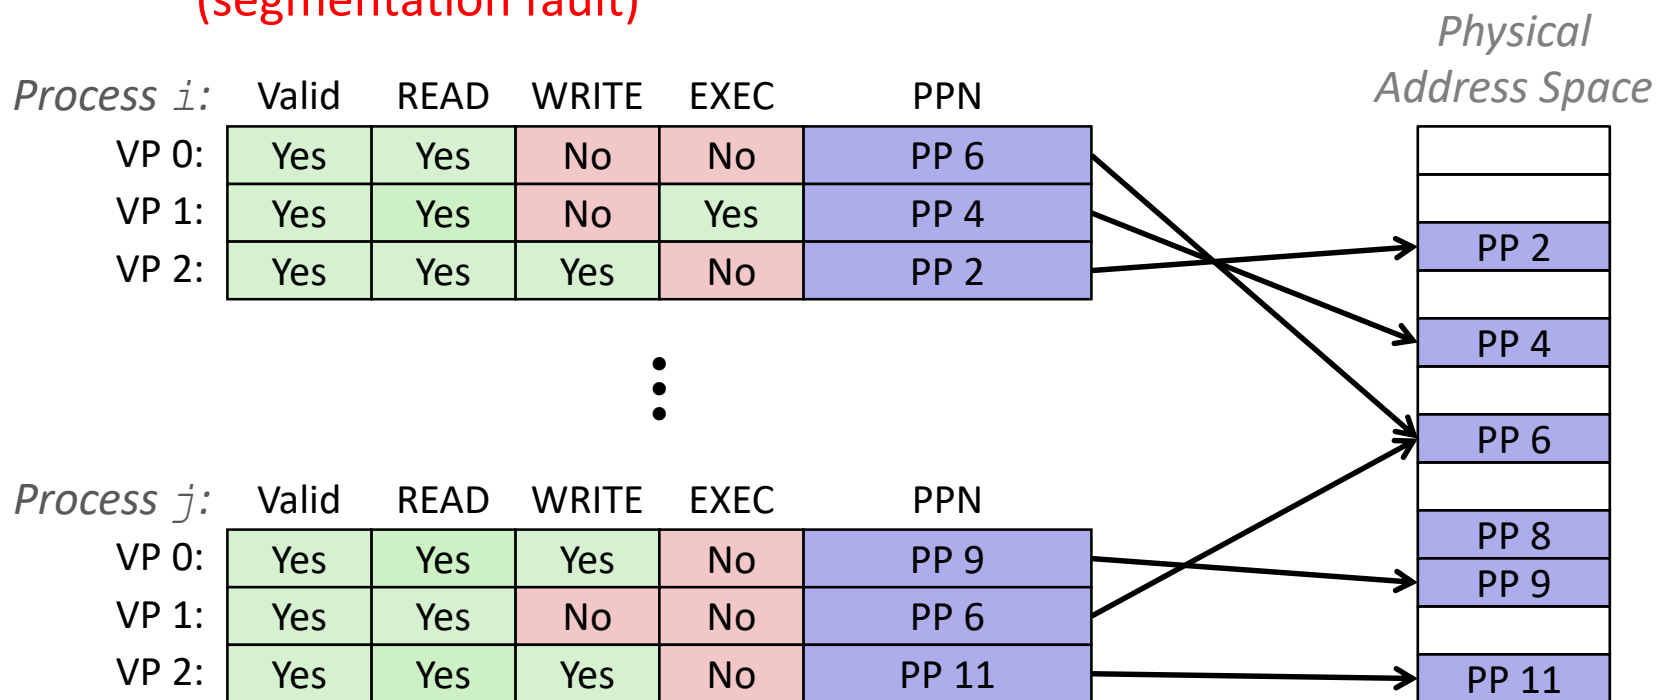 (segmentation fault)
Physical
Address Space
Process i: Valid READ WRITE EXEC PPN
VP 0: Yes Yes No No PP 6
VP 1: Yes Yes No Yes PP 4
VP 2: Yes Yes Yes No PP 2
PP 2
PP 4
PP 6
PP 8
PP 9
PP 11
Process j: Valid READ WRITE EXEC PPN
VP 0: Yes Yes Yes No PP 9
VP 1: Yes Yes No No PP 6
VP 2: Yes Yes Yes No PP 11